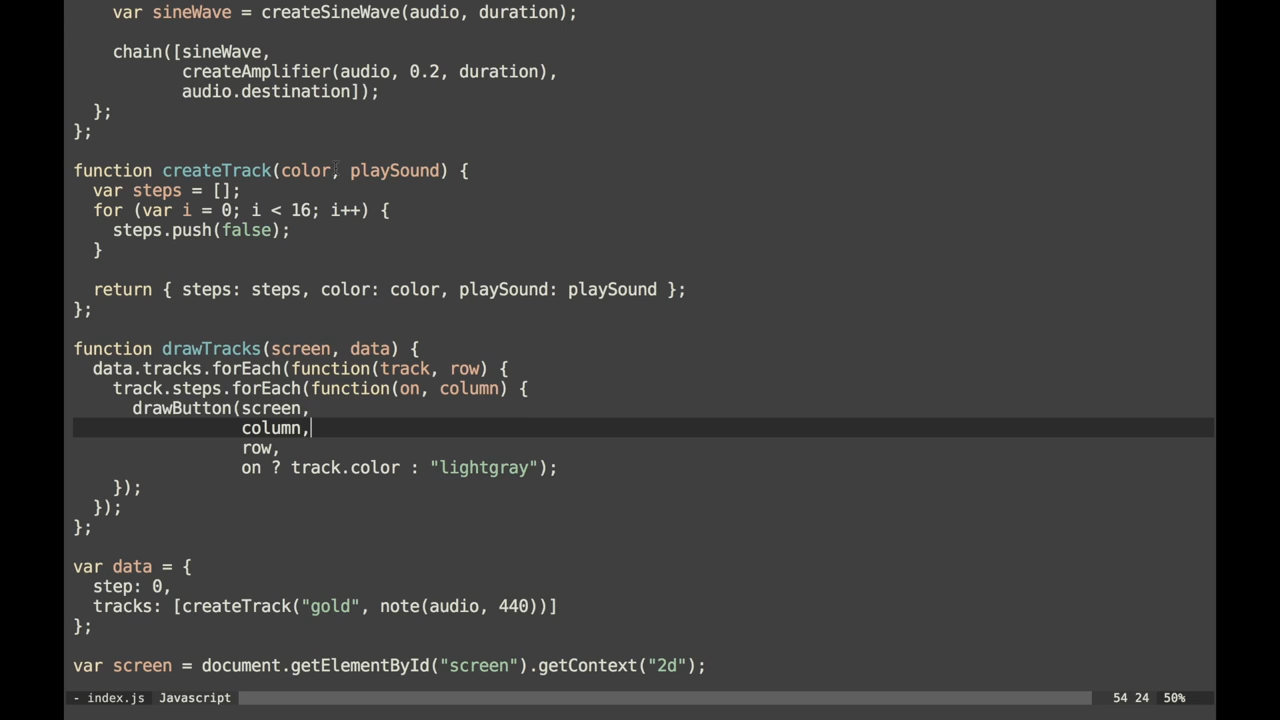 var sineWave = createSineWave(audio, duration);
chain([sineWave,
createAmplifier(audio, 0.2, duration),
audio.destination]);
};
};
function createTrack(color, playSound) {
var steps = [];
for (var i = 0; i < 16; i++) {
steps.push(false);
}
return { steps: steps, color: color, playSound: playSound };
};
function drawTracks(screen, data) {
data.tracks.forEach(function(track, row) {
track.steps.forEach(function(on, column) {
drawButton(screen,
column,
row,
on ? track.color : "lightgray");
});
});
};
var data = {
step: 0,
tracks: [createTrack("gold", note(audio, 440))]
};
var screen = document.getElementById("screen").getContext("2d");
- index.js Javascript 54 24 50%